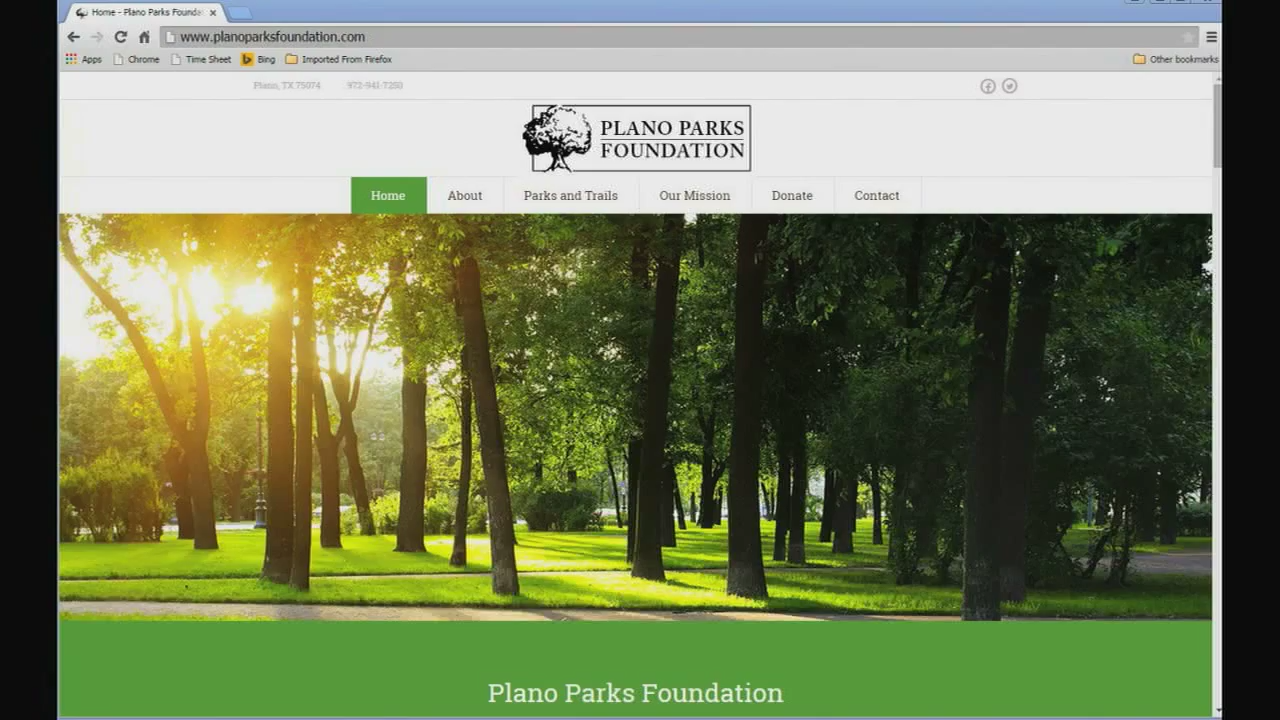 Home - Plano Parks Founda
www.planoparksfoundation.com
Apps Chrome Time Sheet Bing Imported From Firefox Other bookmarks
Plano, TX 75074 972-941-7250
PLANO PARKS
FOUNDATION
Home About Parks and Trails Our Mission Donate Contact
Plano Parks Foundation